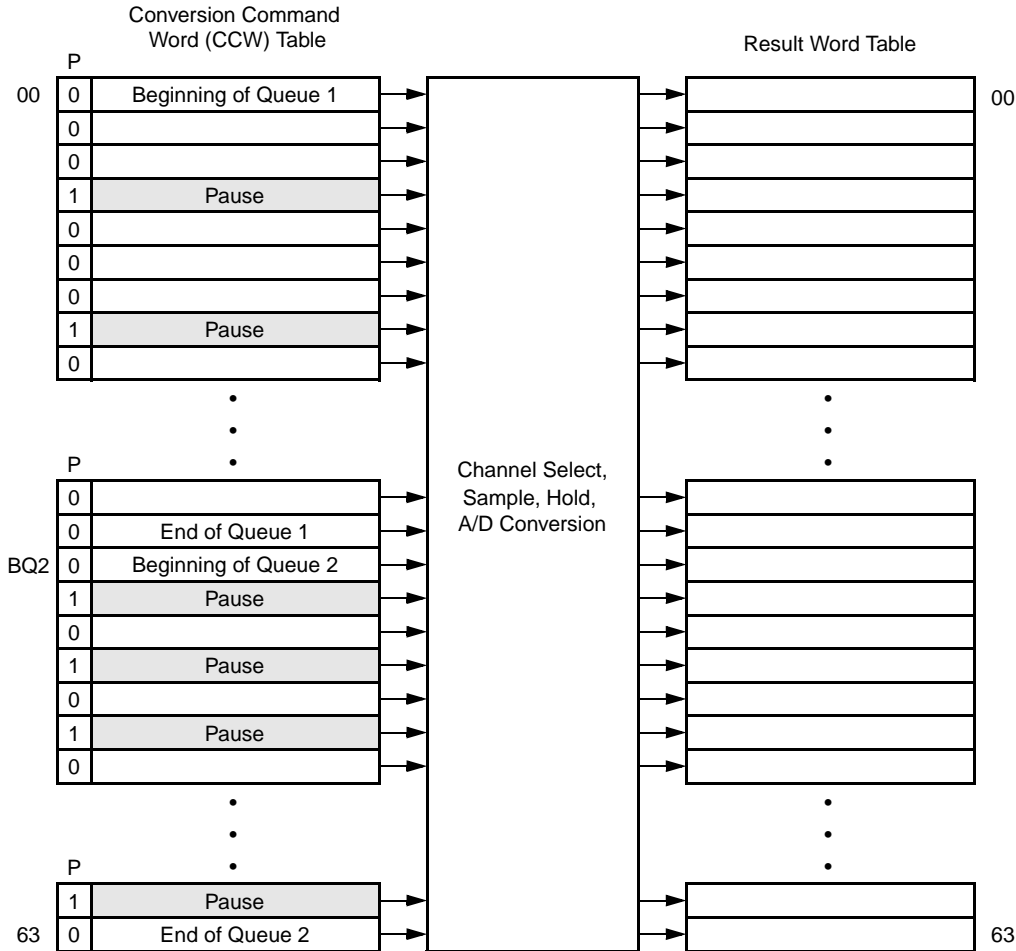 Conversion Command
Word (CCW) Table
Result Word Table
P
00 0 Beginning of Queue 1 00
0
0
1 Pause
0
0
0
1 Pause
0
P
Channel Select,
Sample, Hold,
A/D Conversion
0
0 End of Queue 1
BQ2 0 Beginning of Queue 2
1 Pause
0
1 Pause
0
1 Pause
0
P
1 Pause
63 0 End of Queue 2 63